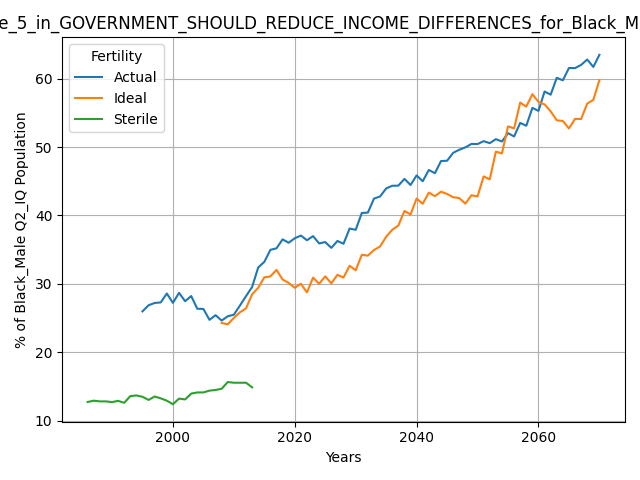 e_5_in_GOVERNMENT_SHOULD_REDUCE_INCOME_DIFFERENCES_for_Black_M
Fertility
Actual
Ideal
Sterile
% of Black_Male Q2_IQ Population
60
50
40
30
20
10
2000
2020
2040
2060
Years